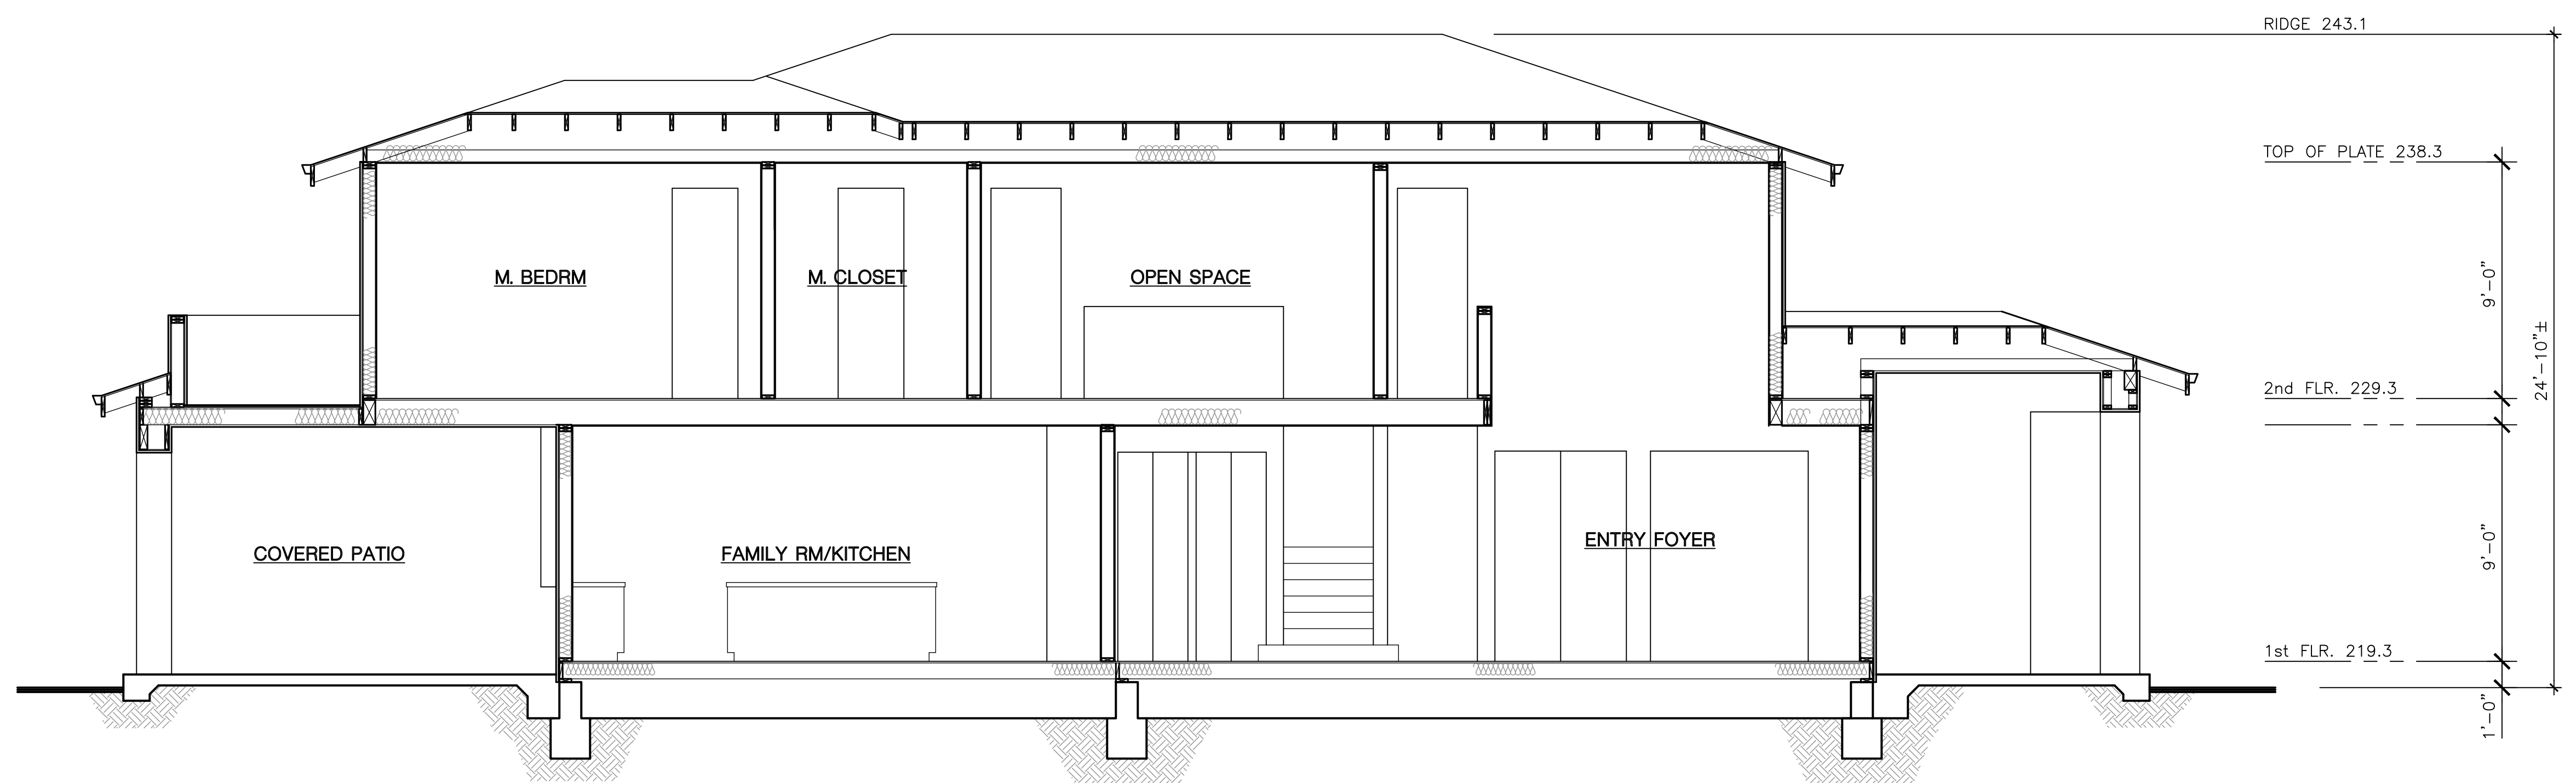 RIDGE 243.1
TOP OF PLATE 238.3
M. BEDRM
M. CLOSET
OPEN SPACE
9'-0"
24'-10"±
2nd FLR. 229.3
COVERED PATIO
FAMILY RM/KITCHEN
ENTRY FOYER
9'-0"
1st FLR. 219.3
1'-0"